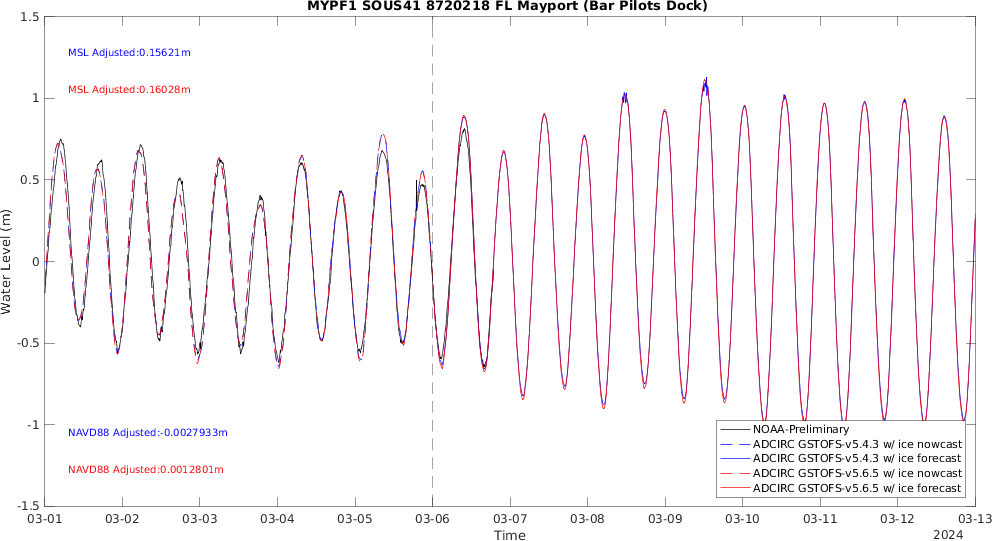 MYPF1 SOUS41 8720218 FL Mayport (Bar Pilots Dock)
1.5
1
0.5
0
-0.5
-1
-1.5
Water Level (m)
MSL Adjusted:0.15621m
MSL Adjusted:0.16028m
NAVD88 Adjusted:-0.0027933m
NAVD88 Adjusted:0.0012801m
NOAA-Preliminary
ADCIRC GSTOFS-v5.4.3 w/ ice nowcast
ADCIRC GSTOFS-v5.4.3 w/ ice forecast
ADCIRC GSTOFS-v5.6.5 w/ ice nowcast
ADCIRC GSTOFS-v5.6.5 w/ ice forecast
03-01 03-02 03-03 03-04 03-05 03-06 03-07 03-08 03-09 03-10 03-11 03-12 03-13
Time
2024